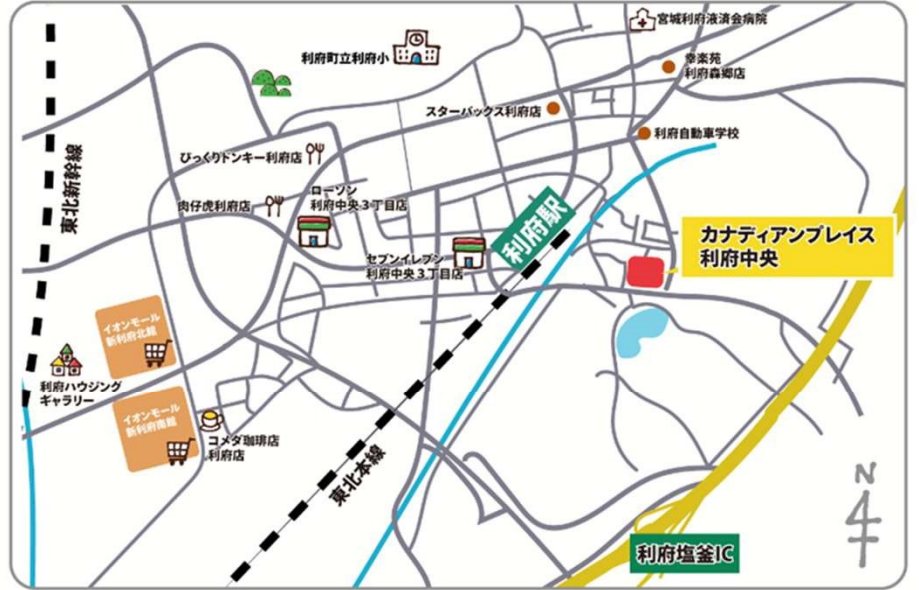 宮城利府液済会病院
利府町立利府小
幸楽苑
利府森郷店
スターバックス利府店
利府自動車学校
東北新幹線
びっくりドンキー利府店
肉仔虎利府店
ローソン
利府中央3丁目店
利府駅
カナディアンプレイス
利府中央
セブンイレブン
利府中央3丁目店
イオンモール
新利府北館
利府ハウジング
ギャラリー
イオンモール
新利府南館
コメダ珈琲店
利府店
東北本線
N
利府塩釜IC